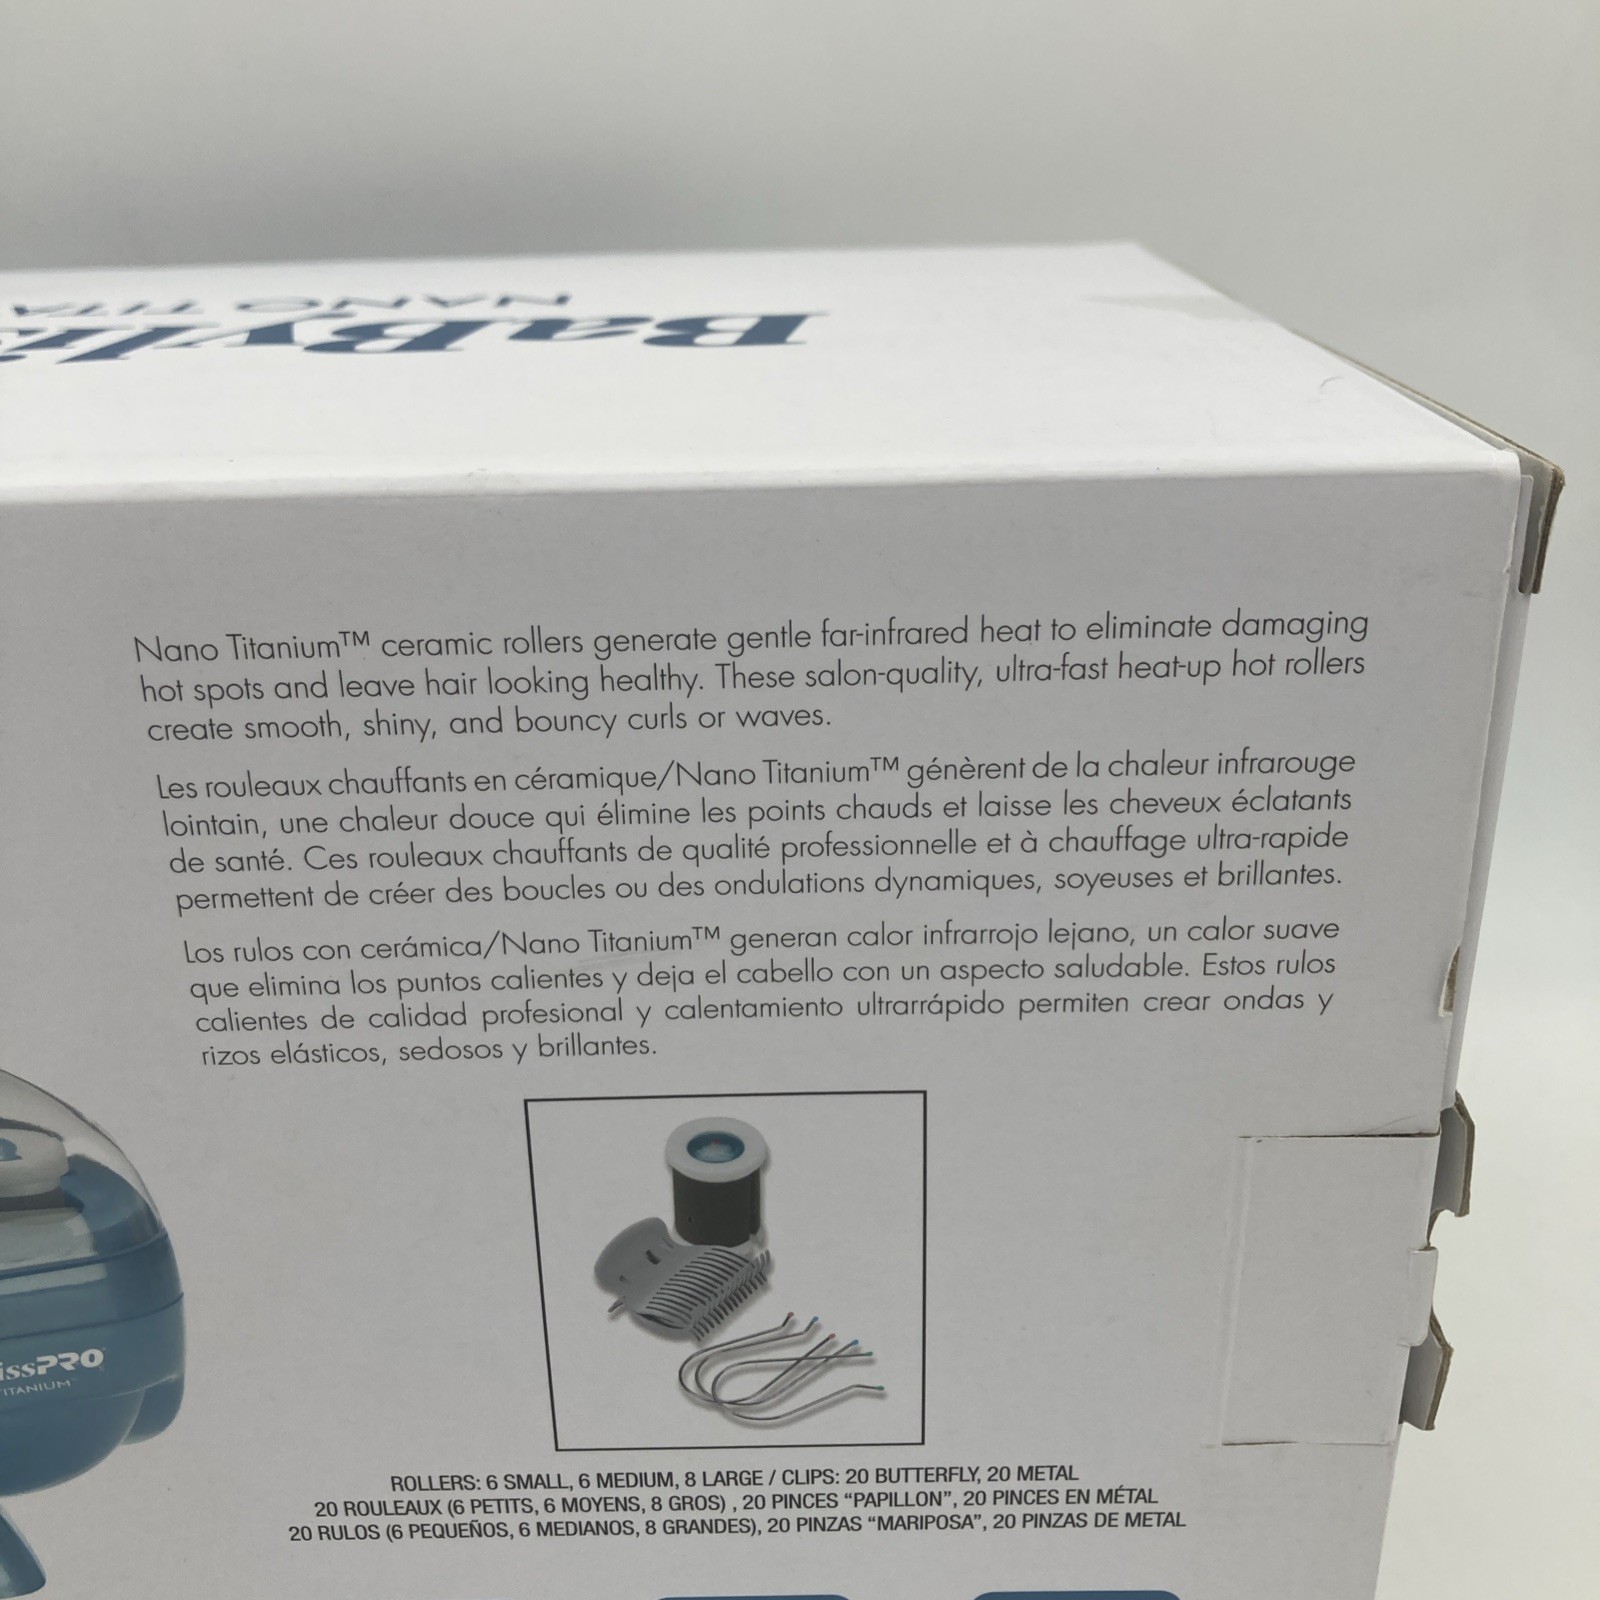 NANO TITA
BaByli
Nano Titanium™ ceramic rollers generate gentle far-infrared heat to eliminate damaging
hot spots and leave hair looking healthy. These salon-quality, ultra-fast heat-up hot rollers
create smooth, shiny, and bouncy curls or waves.
Les rouleaux chauffants en céramique/Nano Titanium™ génèrent de la chaleur infrarouge
lointain, une chaleur douce qui élimine les points chauds et laisse les cheveux éclatants
de santé. Ces rouleaux chauffants de qualité professionnelle et à chauffage ultra-rapide
permettent de créer des boucles ou des ondulations dynamiques, soyeuses et brillantes.
Los rulos con cerámica/Nano Titanium™ generan calor infrarrojo lejano, un calor suave
que elimina los puntos calientes y deja el cabello con un aspecto saludable. Estos rulos
calientes de calidad profesional y calentamiento ultrarrápido permiten crear ondas y
rizos elásticos, sedosos y brillantes.
issPRO
ITANIUM
ROLLERS: 6 SMALL, 6 MEDIUM, 8 LARGE / CLIPS: 20 BUTTERFLY, 20 METAL
20 ROULEAUX (6 PETITS, 6 MOYENS, 8 GROS) , 20 PINCES “PAPILLON”, 20 PINCES EN MÉTAL
20 RULOS (6 PEQUEÑOS, 6 MEDIANOS, 8 GRANDES), 20 PINZAS “MARIPOSA”, 20 PINZAS DE METAL